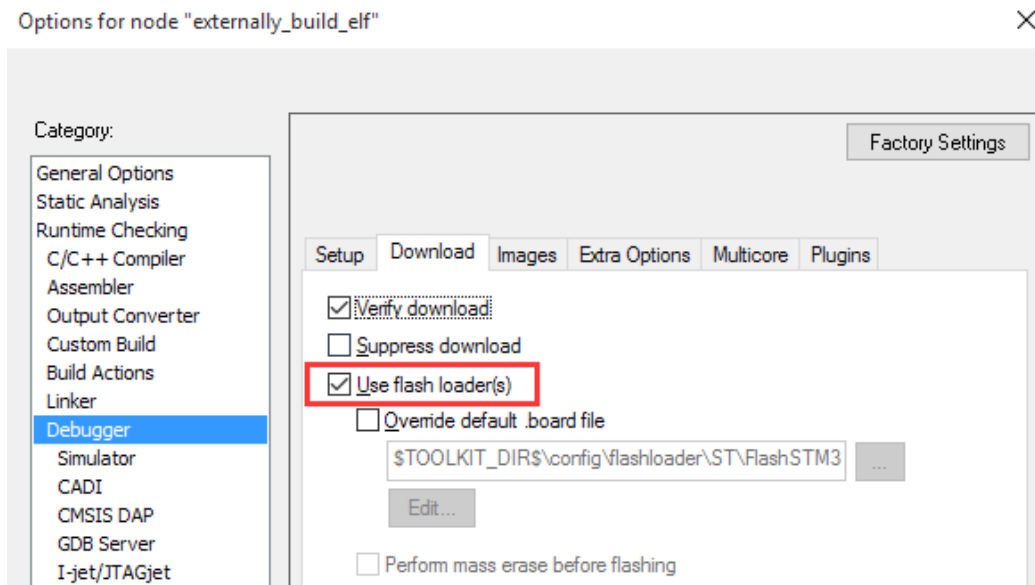 Options for node "externally_build_elf"
Category:
Factory Settings
General Options
Static Analysis
Runtime Checking
C/C++ Compiler
Assembler
Output Converter
Custom Build
Build Actions
Linker
Debugger
Simulator
CADI
CMSIS DAP
GDB Server
I-jet/JTAGjet
Setup Download Images Extra Options Multicore Plugins
Verify download
Suppress download
Use flash loader(s)
Override default .board file
$TOOLKIT_DIR$\config\flashloader\ST\FlashSTM3
...
Edit...
Perform mass erase before flashing